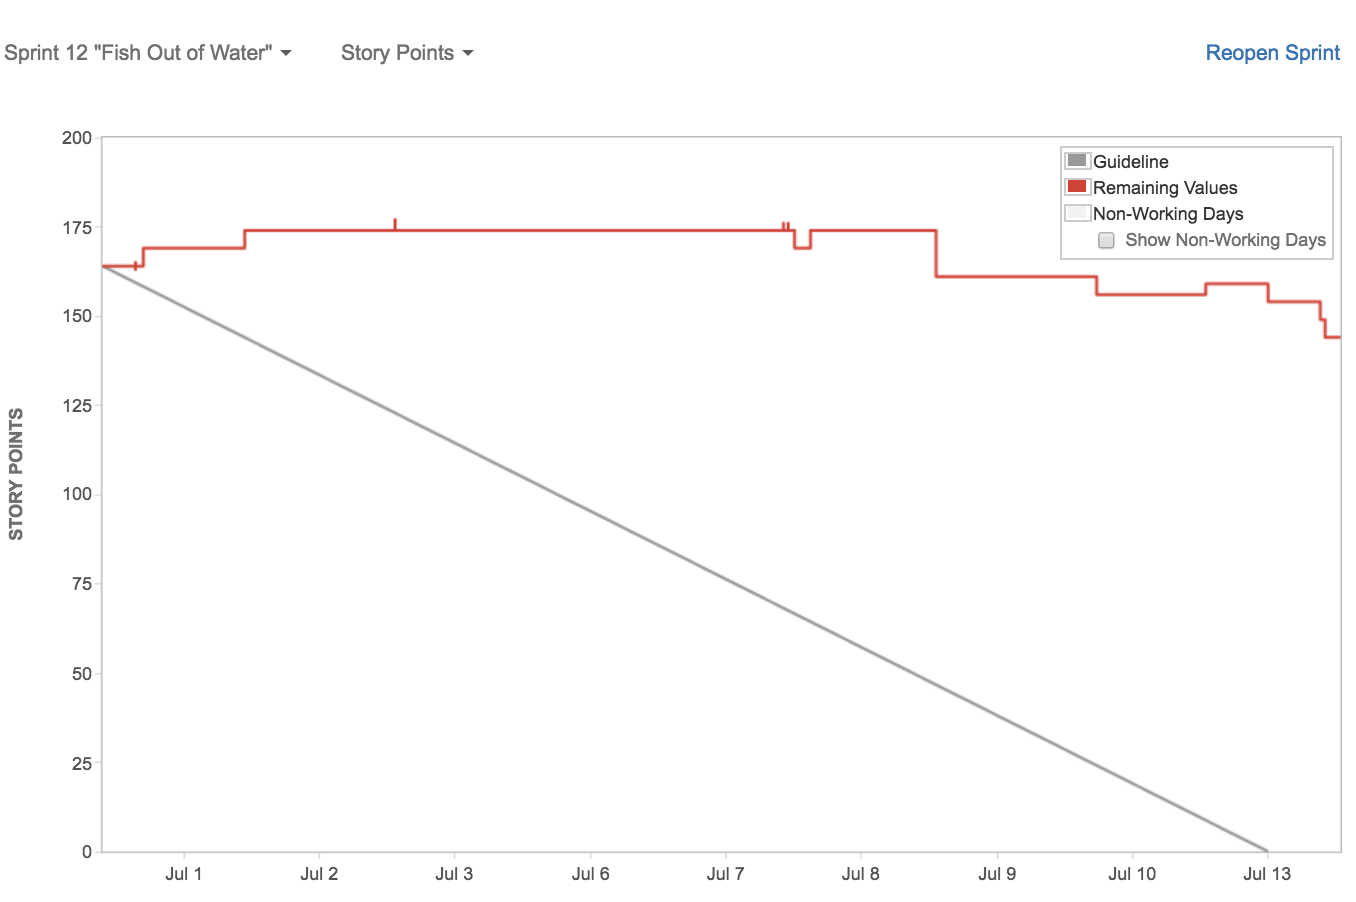 Sprint 12 "Fish Out of Water" Story Points Reopen Sprint
200
175
150
125
100
75
50
25
0
STORY POINTS
Guideline
Remaining Values
Non-Working Days
Show Non-Working Days
Jul 1 Jul 2 Jul 3 Jul 6 Jul 7 Jul 8 Jul 9 Jul 10 Jul 13